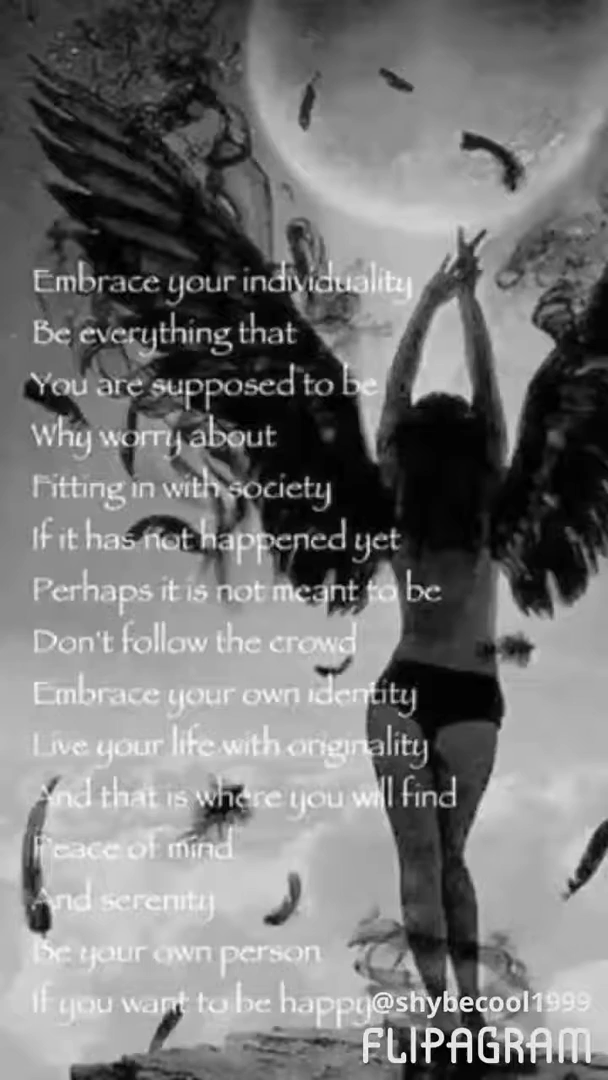 Embrace your individuality
Be everything that
You are supposed to be
Why worry about
Fitting in with society
If it has not happened yet
Perhaps it is not meant to be
Don't follow the crowd
Embrace your own identity
Live your life with originality
And that is where you will find
Peace of mind
And serenity
Be your own person
If you want to be happy
@shybecool1999
FLIPAGRAM